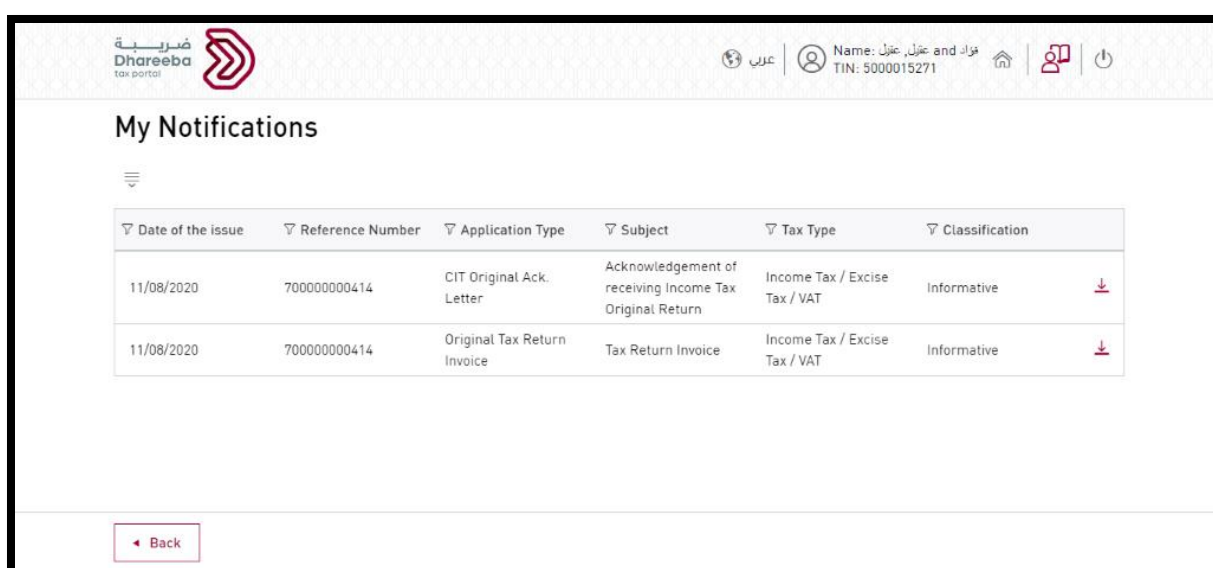 ضريبة
Dhareeba
tax portal
عربي
Name: عقيل, عقيل and فؤاد
TIN: 5000015271
My Notifications
Date of the issue
Reference Number
Application Type
Subject
Tax Type
Classification
11/08/2020
700000000414
CIT Original Ack.
Letter
Acknowledgement of
receiving Income Tax
Original Return
Income Tax / Excise
Tax / VAT
Informative
11/08/2020
700000000414
Original Tax Return
Invoice
Tax Return Invoice
Income Tax / Excise
Tax / VAT
Informative
Back